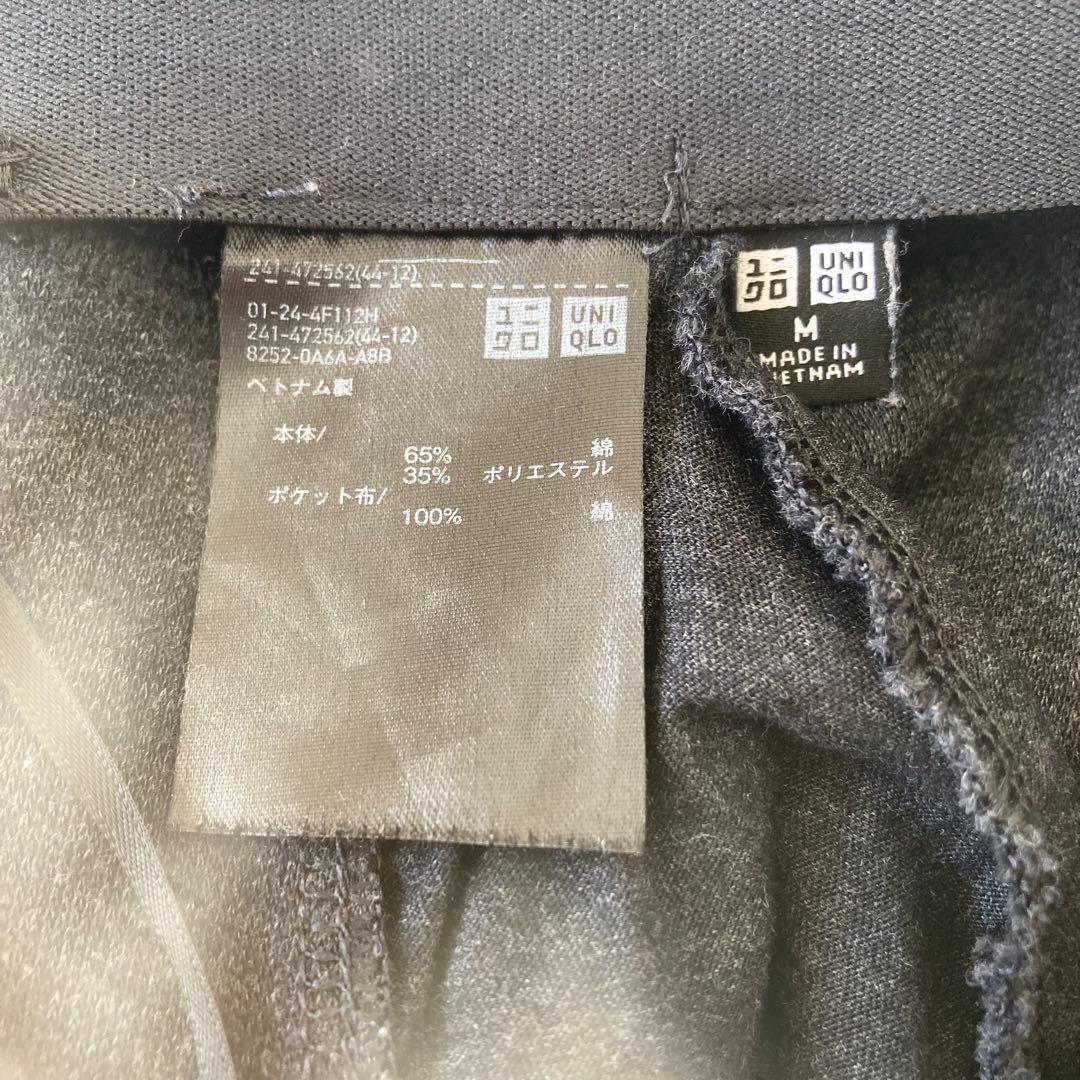 241-472562(44-12)
01-24-4F112H
241-472562(44-12)
8252-0A6A-A8B
ベトナム製
ユニ
クロ
UNI
QLO
本体/
65% 綿
35% ポリエステル
ポケット布/
100% 綿
ユニ
クロ
UNI
QLO
M
MADE IN